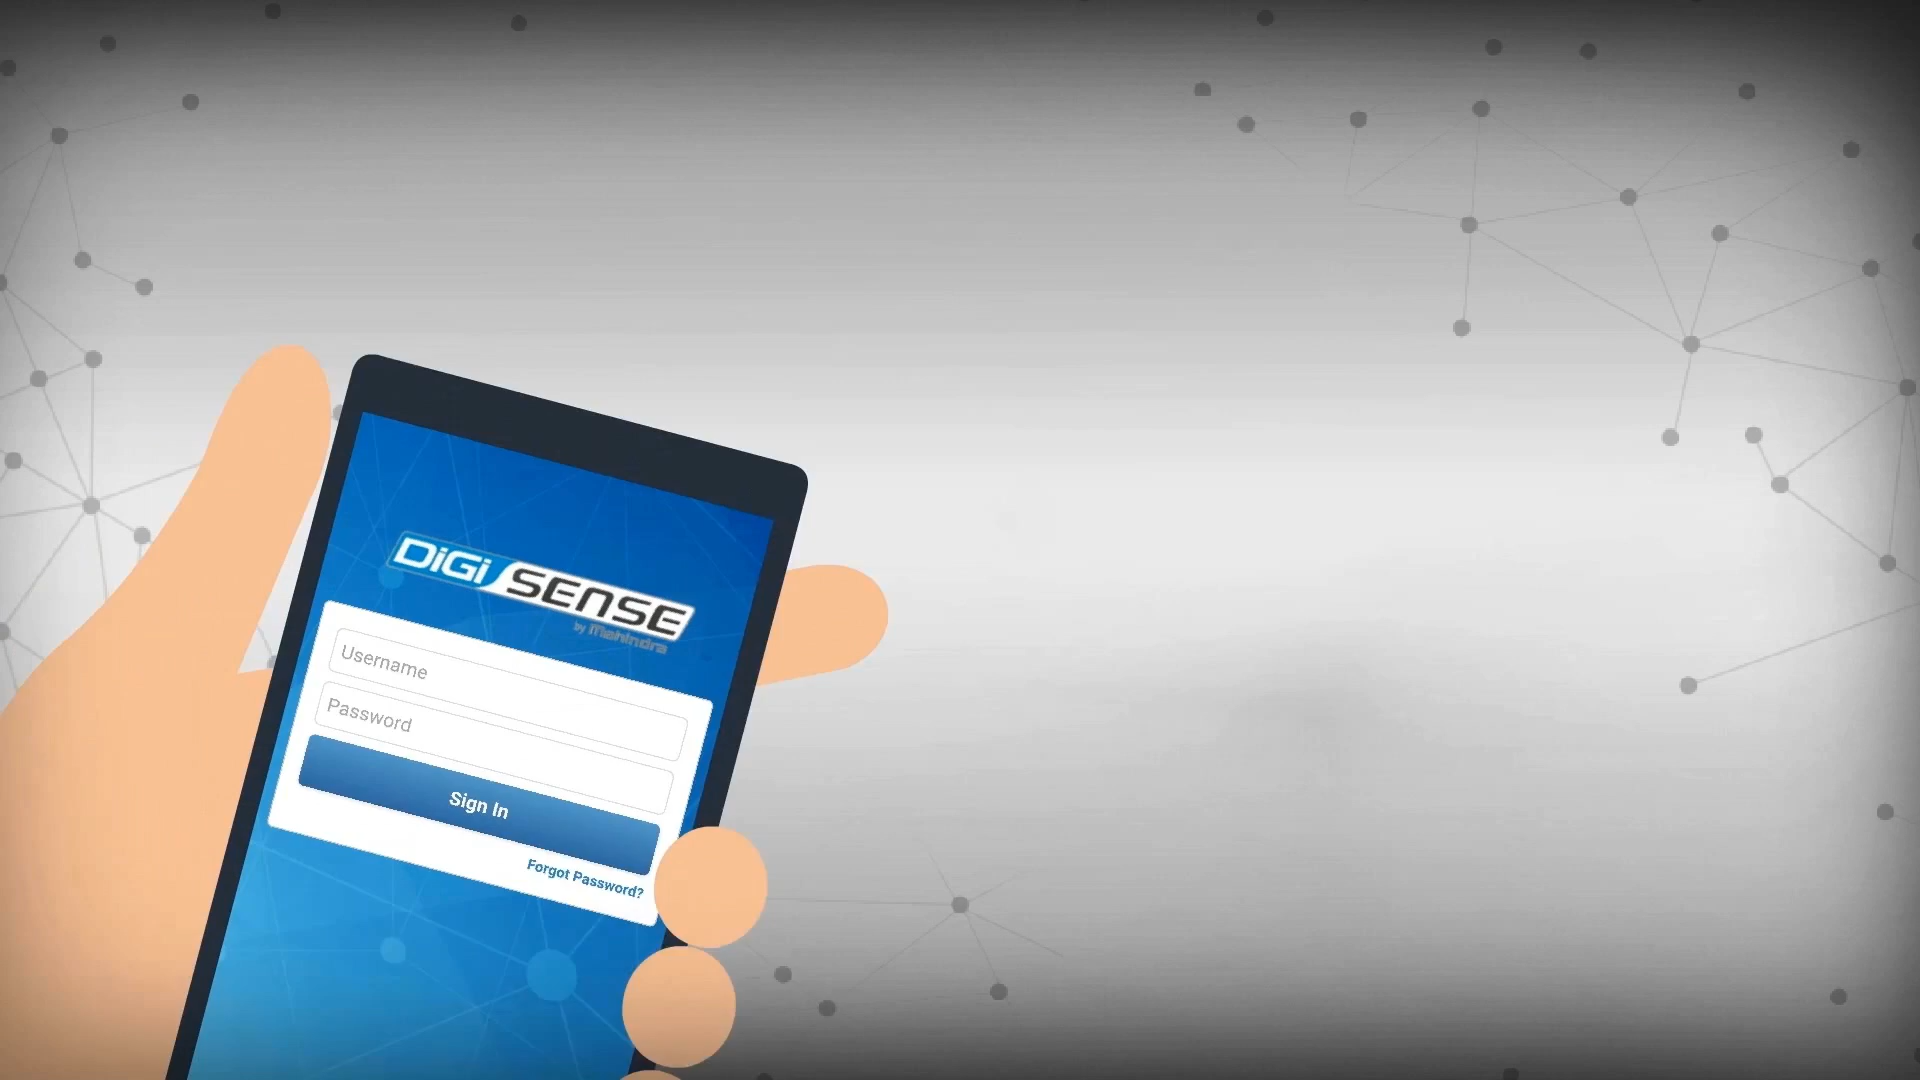 DiGi SENSE
by Mahindra
Username
Password
Sign In
Forgot Password?